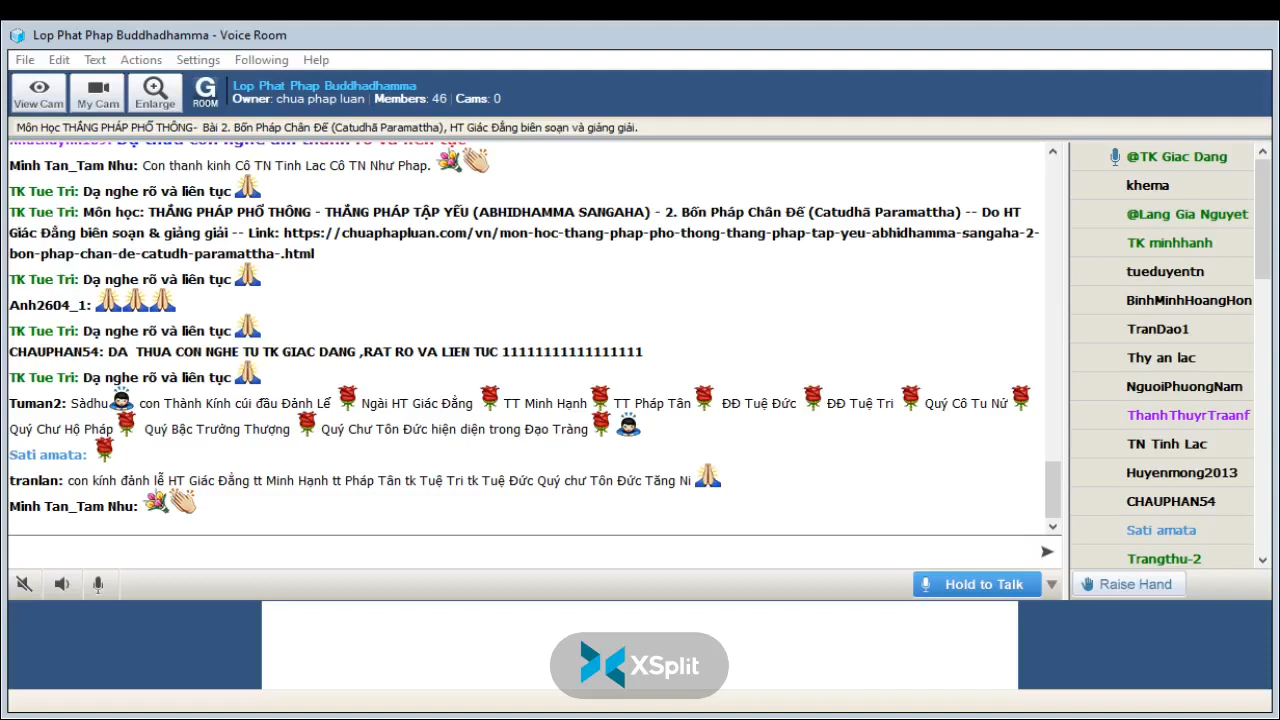 Lop Phat Phap Buddhadhamma - Voice Room
File Edit Text Actions Settings Following Help
View Cam My Cam Enlarge G ROOM
Lop Phat Phap Buddhadhamma
Owner: chua phap luan | Members: 46 | Cams: 0
Môn Học THẮNG PHÁP PHỔ THÔNG- Bài 2. Bốn Pháp Chân Đế (Catudhā Paramattha), HT Giác Đẳng biên soạn và giảng giải.
Minh Tan_Tam Nhu: Con thanh kinh Cô TN Tinh Lac Cô TN Như Phap.
TK Tue Tri: Dạ nghe rõ và liên tục
TK Tue Tri: Môn học: THẮNG PHÁP PHỔ THÔNG - THẮNG PHÁP TẬP YẾU (ABHIDHAMMA SANGAHA) - 2. Bốn Pháp Chân Đế (Catudhā Paramattha) -- Do HT
Giác Đẳng biên soạn & giảng giải -- Link: https://chuaphapluan.com/vn/mon-hoc-thang-phap-pho-thong-thang-phap-tap-yeu-abhidhamma-sangaha-2-
bon-phap-chan-de-catudh-paramattha-.html
TK Tue Tri: Dạ nghe rõ và liên tục
Anh2604_1:
TK Tue Tri: Dạ nghe rõ và liên tục
CHAUPHAN54: DA THUA CON NGHE TU TK GIAC DANG ,RAT RO VA LIEN TUC 11111111111111111
TK Tue Tri: Dạ nghe rõ và liên tục
Tuman2: Sàdhu con Thành Kính cúi đầu Đảnh Lễ Ngài HT Giác Đẳng TT Minh Hạnh TT Pháp Tân ĐĐ Tuệ Đức ĐĐ Tuệ Tri Quý Cô Tu Nữ
Quý Chư Hộ Pháp Quý Bậc Trưởng Thượng Quý Chư Tôn Đức hiện diện trong Đạo Tràng
Sati amata:
tranlan: con kính đảnh lễ HT Giác Đẳng tt Minh Hạnh tt Pháp Tân tk Tuệ Tri tk Tuệ Đức Quý chư Tôn Đức Tăng Ni
Minh Tan_Tam Nhu:
@TK Giac Dang
khema
@Lang Gia Nguyet
TK minhhanh
tueduyentn
BinhMinhHoangHon
TranDao1
Thy an lac
NguoiPhuongNam
ThanhThuyrTraanf
TN Tinh Lac
Huyenmong2013
CHAUPHAN54
Sati amata
Trangthu-2
Hold to Talk
Raise Hand
XSplit